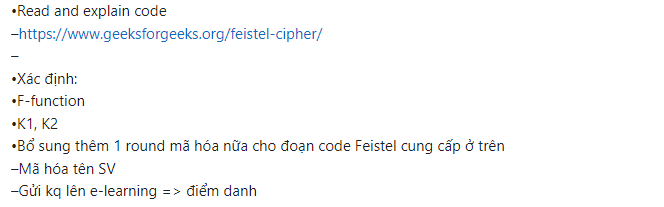 •Read and explain code
–https://www.geeksforgeeks.org/feistel-cipher/
–
•Xác định:
•F-function
•K1, K2
•Bổ sung thêm 1 round mã hóa nữa cho đoạn code Feistel cung cấp ở trên
–Mã hóa tên SV
–Gửi kq lên e-learning => điểm danh